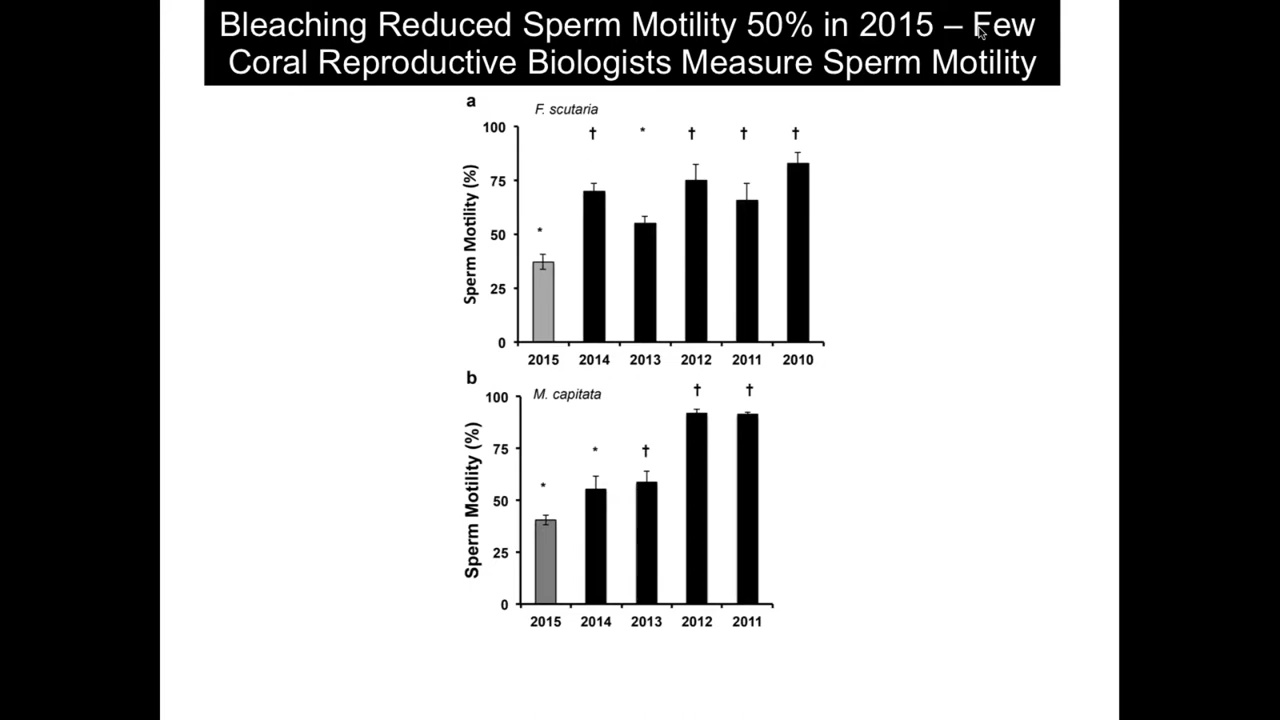 Bleaching Reduced Sperm Motility 50% in 2015 – Few
Coral Reproductive Biologists Measure Sperm Motility
a
F. scutaria
Sperm Motility (%)
100
75
50
25
0
* † * † † †
2015 2014 2013 2012 2011 2010
b
M. capitata
Sperm Motility (%)
100
75
50
25
0
* * † † †
2015 2014 2013 2012 2011